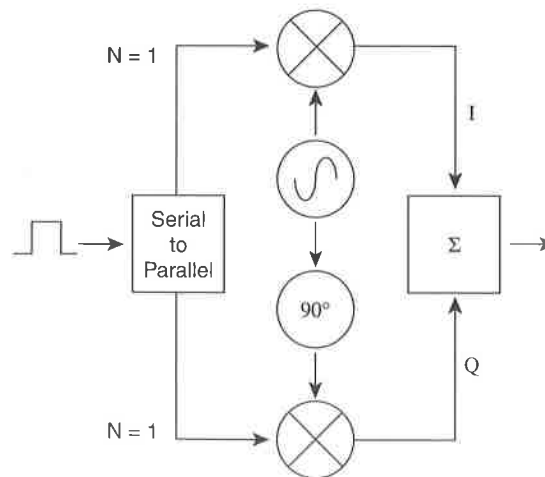 N = 1
I
Serial
to
Parallel
Σ
90°
Q
N = 1